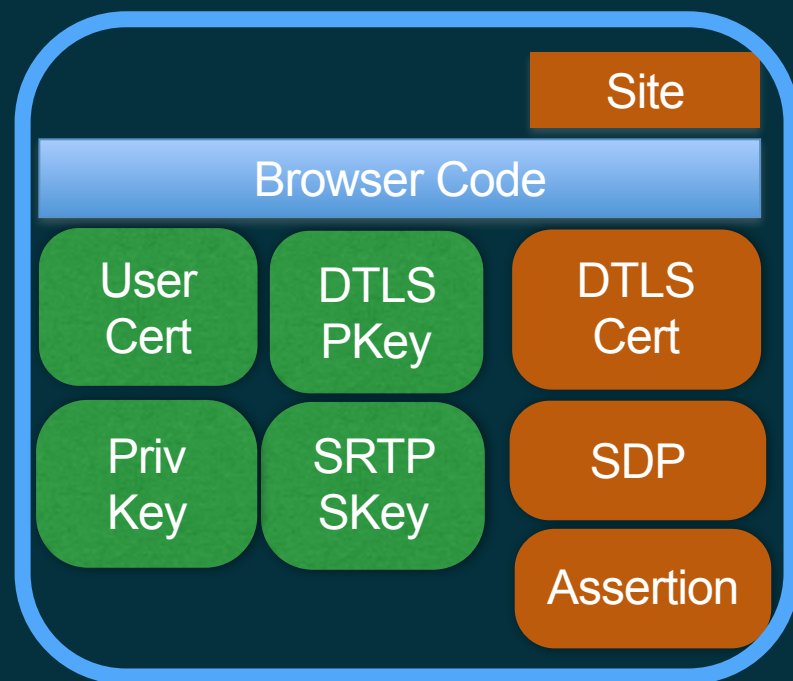 Site
Browser Code
User
Cert
DTLS
PKey
DTLS
Cert
Priv
Key
SRTP
SKey
SDP
Assertion